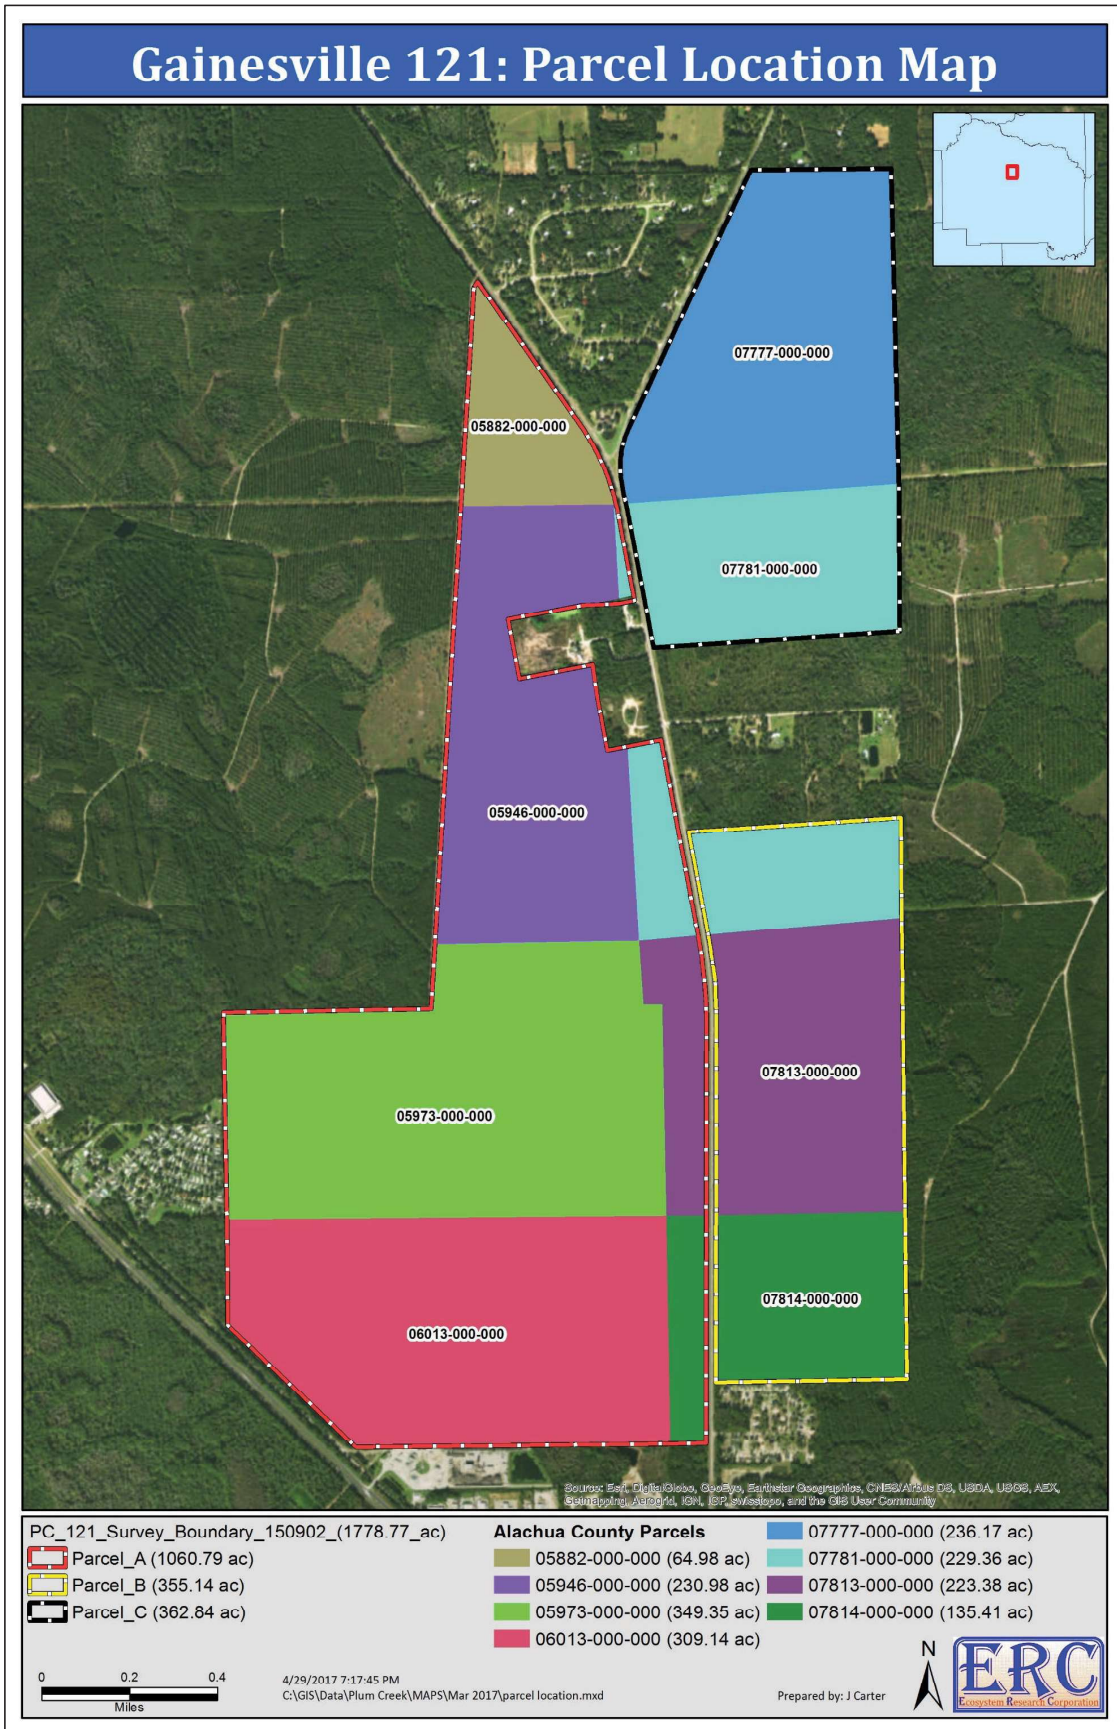 Gainesville 121: Parcel Location Map
07777-000-000
05882-000-000
07781-000-000
05946-000-000
07813-000-000
05973-000-000
07814-000-000
06013-000-000
Source: Esri, DigitalGlobe, GeoEye, Earthstar Geographics, CNES/Airbus DS, USDA, USGS, AEX,
Getmapping, Aerogrid, IGN, IGP, swisstopo, and the GIS User Community
PC_121_Survey_Boundary_150902_(1778.77_ac)
Parcel_A (1060.79 ac)
Parcel_B (355.14 ac)
Parcel_C (362.84 ac)
Alachua County Parcels
05882-000-000 (64.98 ac)
05946-000-000 (230.98 ac)
05973-000-000 (349.35 ac)
06013-000-000 (309.14 ac)
07777-000-000 (236.17 ac)
07781-000-000 (229.36 ac)
07813-000-000 (223.38 ac)
07814-000-000 (135.41 ac)
0 0.2 0.4
Miles
4/29/2017 7:17:45 PM
C:\GIS\Data\Plum Creek\MAPS\Mar 2017\parcel location.mxd
Prepared by: J Carter
N
ERC
Ecosystem Research Corporation